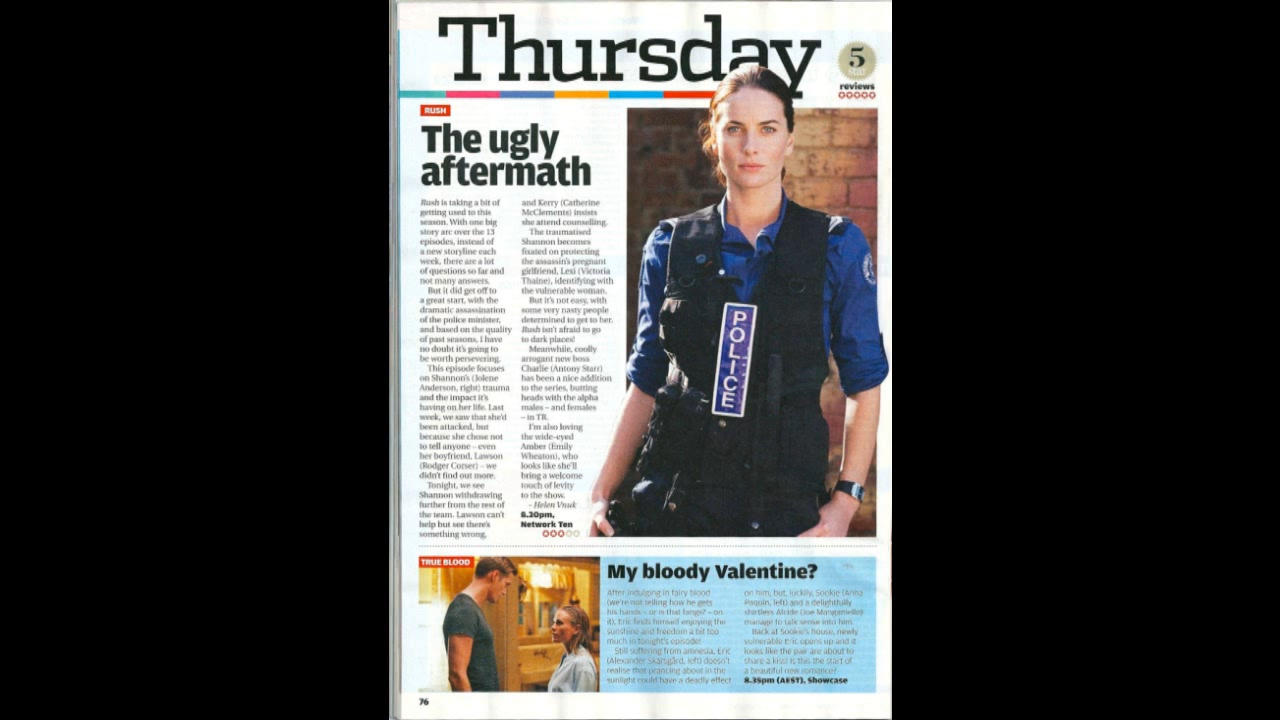 Thursday
5
star
reviews
RUSH
The ugly
aftermath
Rush is taking a bit of
getting used to this
season. With one big
story arc over the 13
episodes, instead of
a new storyline each
week, there are a lot
of questions so far and
not many answers.
But it did get off to
a great start, with the
dramatic assassination
of the police minister,
and based on the quality
of past seasons, I have
no doubt it's going to
be worth persevering.
This episode focuses
on Shannon's (Jolene
Anderson, right) trauma
and the impact it's
having on her life. Last
week, we saw that she'd
been attacked, but
because she chose not
to tell anyone – even
her boyfriend, Lawson
(Rodger Corser) – we
didn't find out more.
Tonight, we see
Shannon withdrawing
further from the rest of
the team. Lawson can't
help but see there's
something wrong,
and Kerry (Catherine
McClements) insists
she attend counselling.
The traumatised
Shannon becomes
fixated on protecting
the assassin's pregnant
girlfriend, Lexi (Victoria
Thaine), identifying with
the vulnerable woman.
But it's not easy, with
some very nasty people
determined to get to her.
Rush isn't afraid to go
to dark places!
Meanwhile, coolly
arrogant new boss
Charlie (Antony Starr)
has been a nice addition
to the series, butting
heads with the alpha
males – and females
– in TR.
I'm also loving
the wide-eyed
Amber (Emily
Wheaton), who
looks like she'll
bring a welcome
touch of levity
to the show.
– Helen Vnuk
8.30pm,
Network Ten
POLICE
TRUE BLOOD
My bloody Valentine?
After indulging in fairy blood
(we're not telling how he gets
his hands – or is that fangs? – on
it), Eric finds himself enjoying the
sunshine and freedom a bit too
much in tonight's episode!
Still suffering from amnesia, Eric
(Alexander Skarsgård, left) doesn't
realise that prancing about in the
sunlight could have a deadly effect
on him, but, luckily, Sookie (Anna
Paquin, left) and a delightfully
shirtless Alcide (Joe Manganiello)
manage to talk sense into him.
Back at Sookie's house, newly
vulnerable Eric opens up and it
looks like the pair are about to
share a kiss! Is this the start of
a beautiful new romance?
8.35pm (AEST), Showcase
76